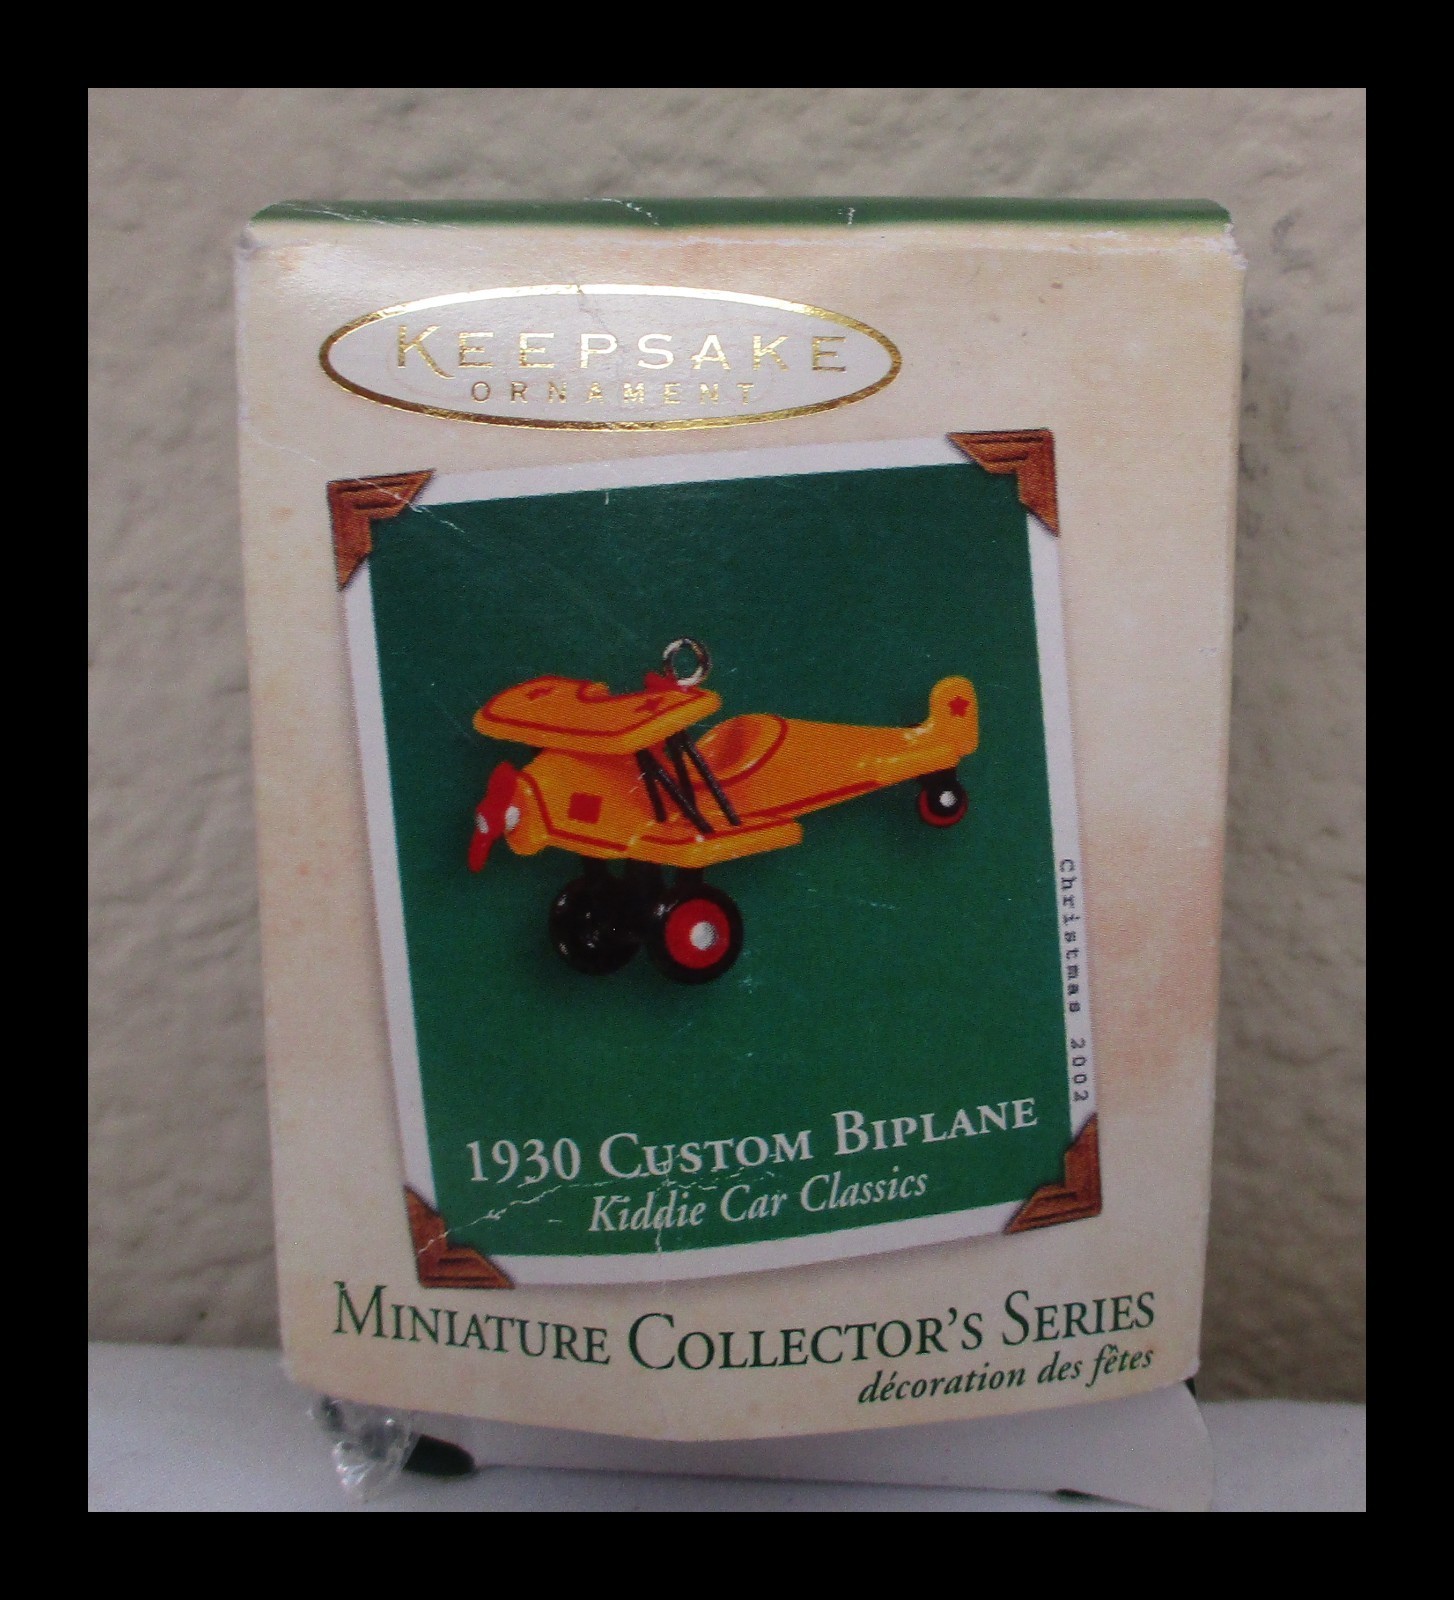 KEEPSAKE
ORNAMENT
Christmas 2002
1930 CUSTOM BIPLANE
Kiddie Car Classics
MINIATURE COLLECTOR'S SERIES
décoration des fêtes